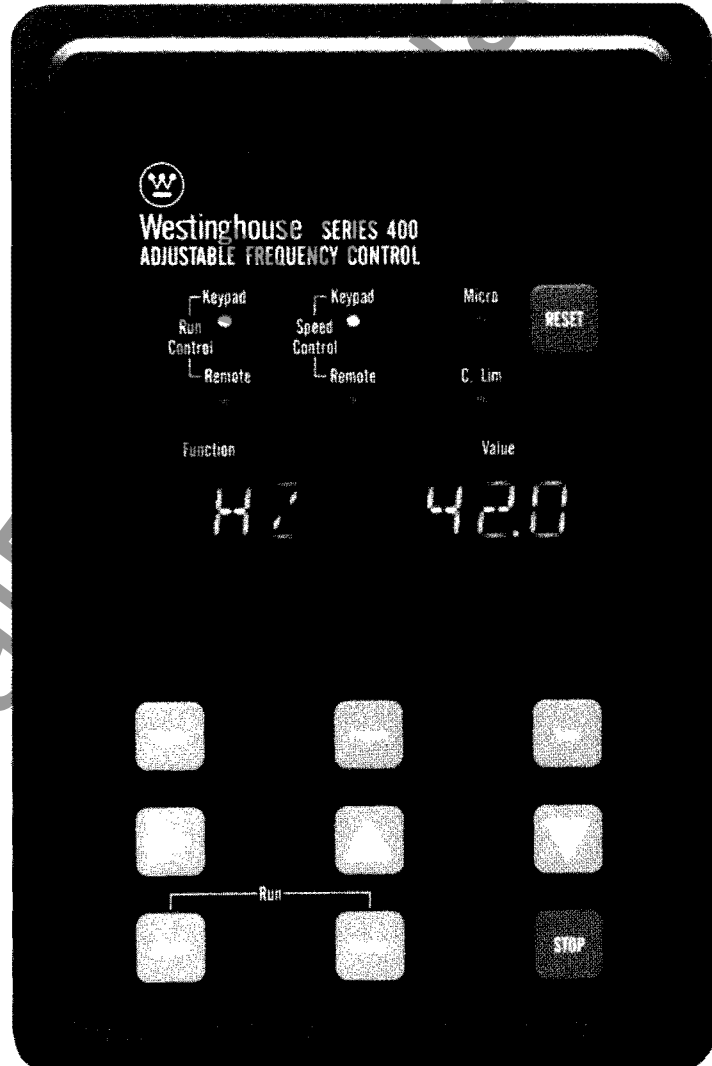 Westinghouse SERIES 400
ADJUSTABLE FREQUENCY CONTROL
Keypad
Run
Control
Remote
Keypad
Speed
Control
Remote
Micro
C. Lim
RESET
Function
Value
HZ
42.0
Run
STOP